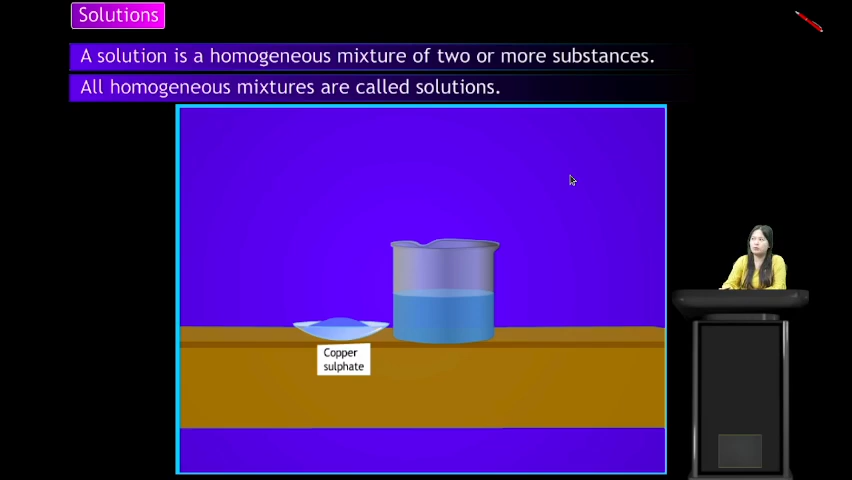 Solutions
A solution is a homogeneous mixture of two or more substances.
All homogeneous mixtures are called solutions.
Copper
sulphate